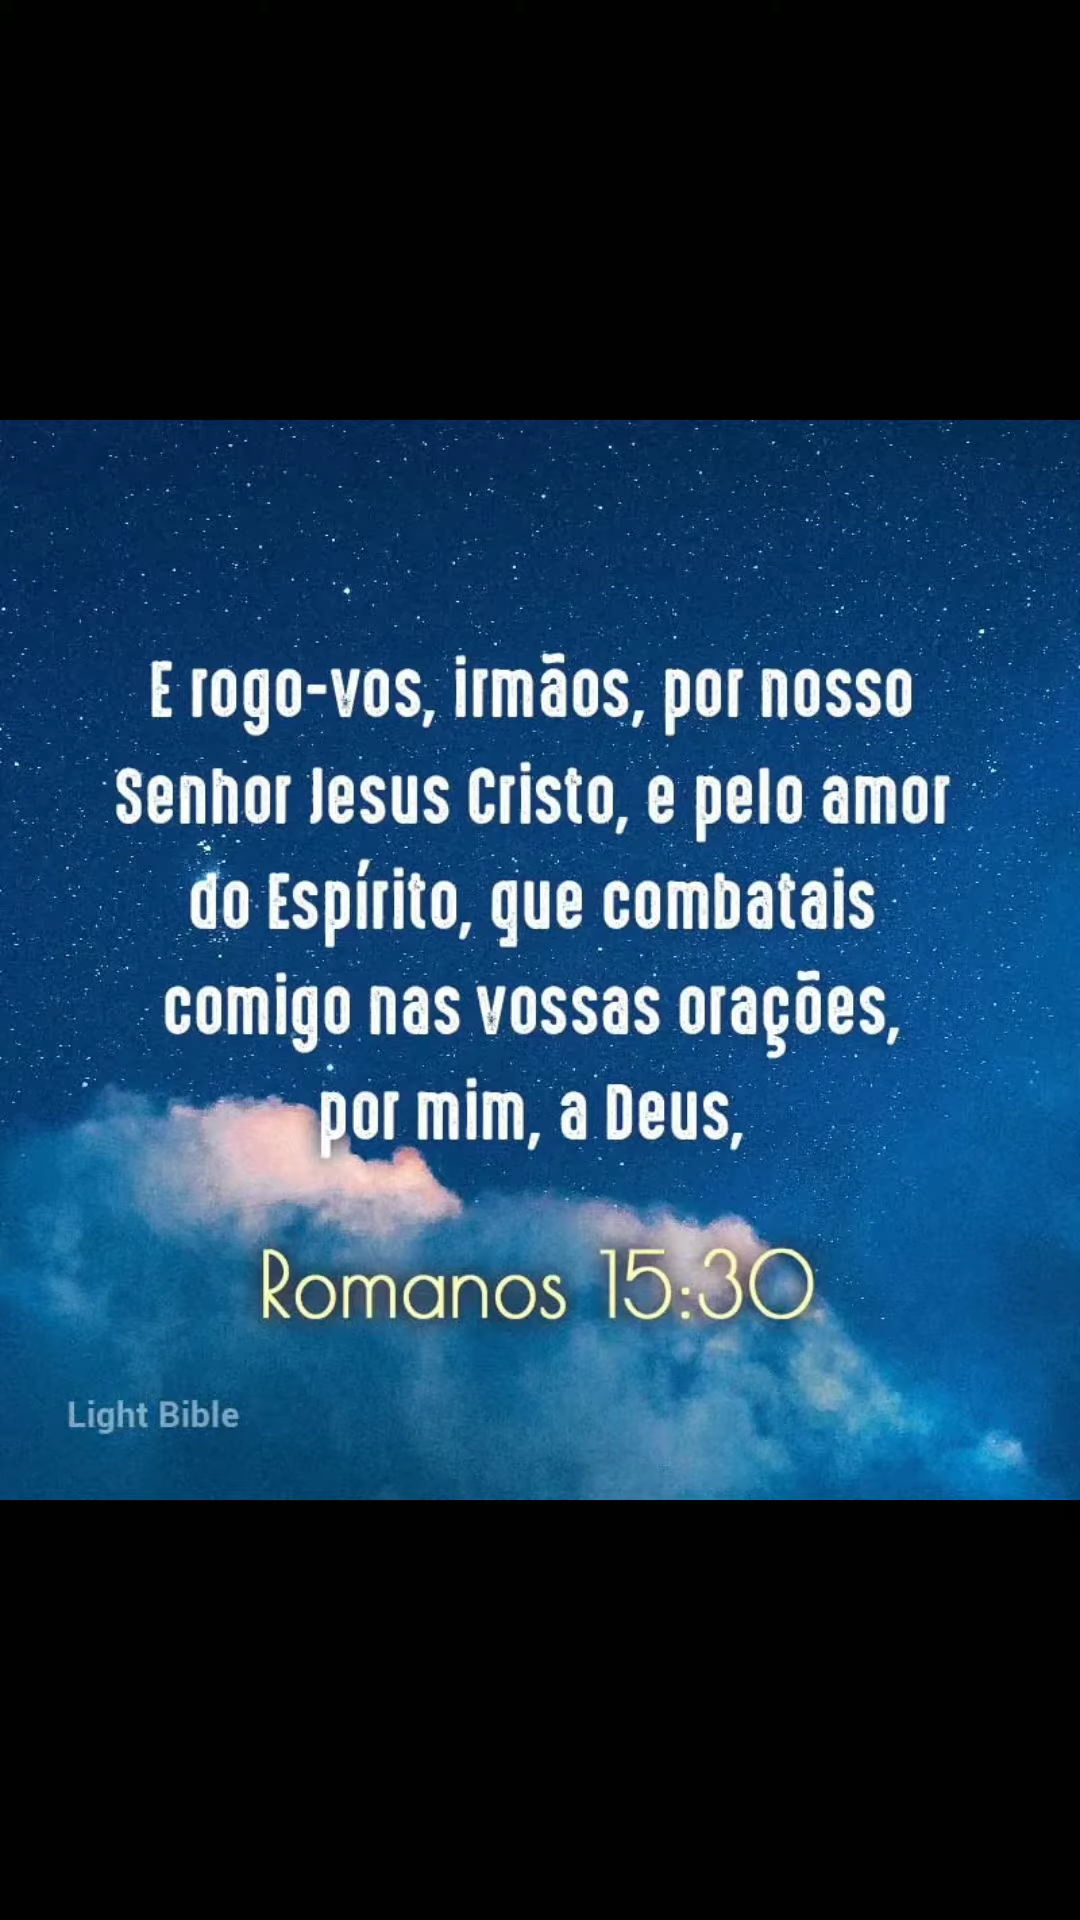 E rogo-vos, irmãos, por nosso
Senhor Jesus Cristo, e pelo amor
do Espírito, que combatais
comigo nas vossas orações,
por mim, a Deus,
Romanos 15:30
Light Bible